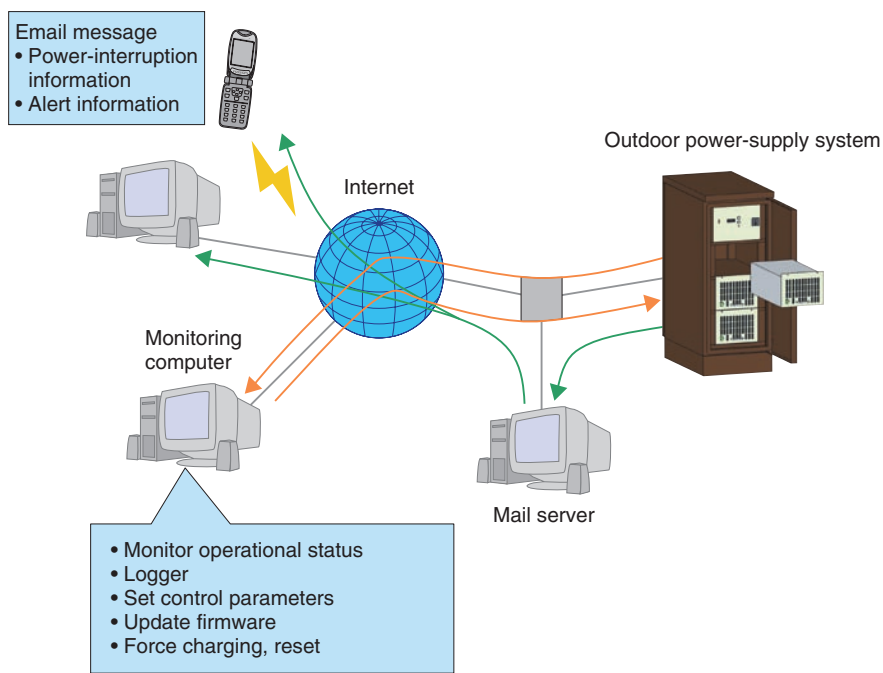 Email message
• Power-interruption
information
• Alert information
Outdoor power-supply system
Internet
Monitoring
computer
Mail server
• Monitor operational status
• Logger
• Set control parameters
• Update firmware
• Force charging, reset